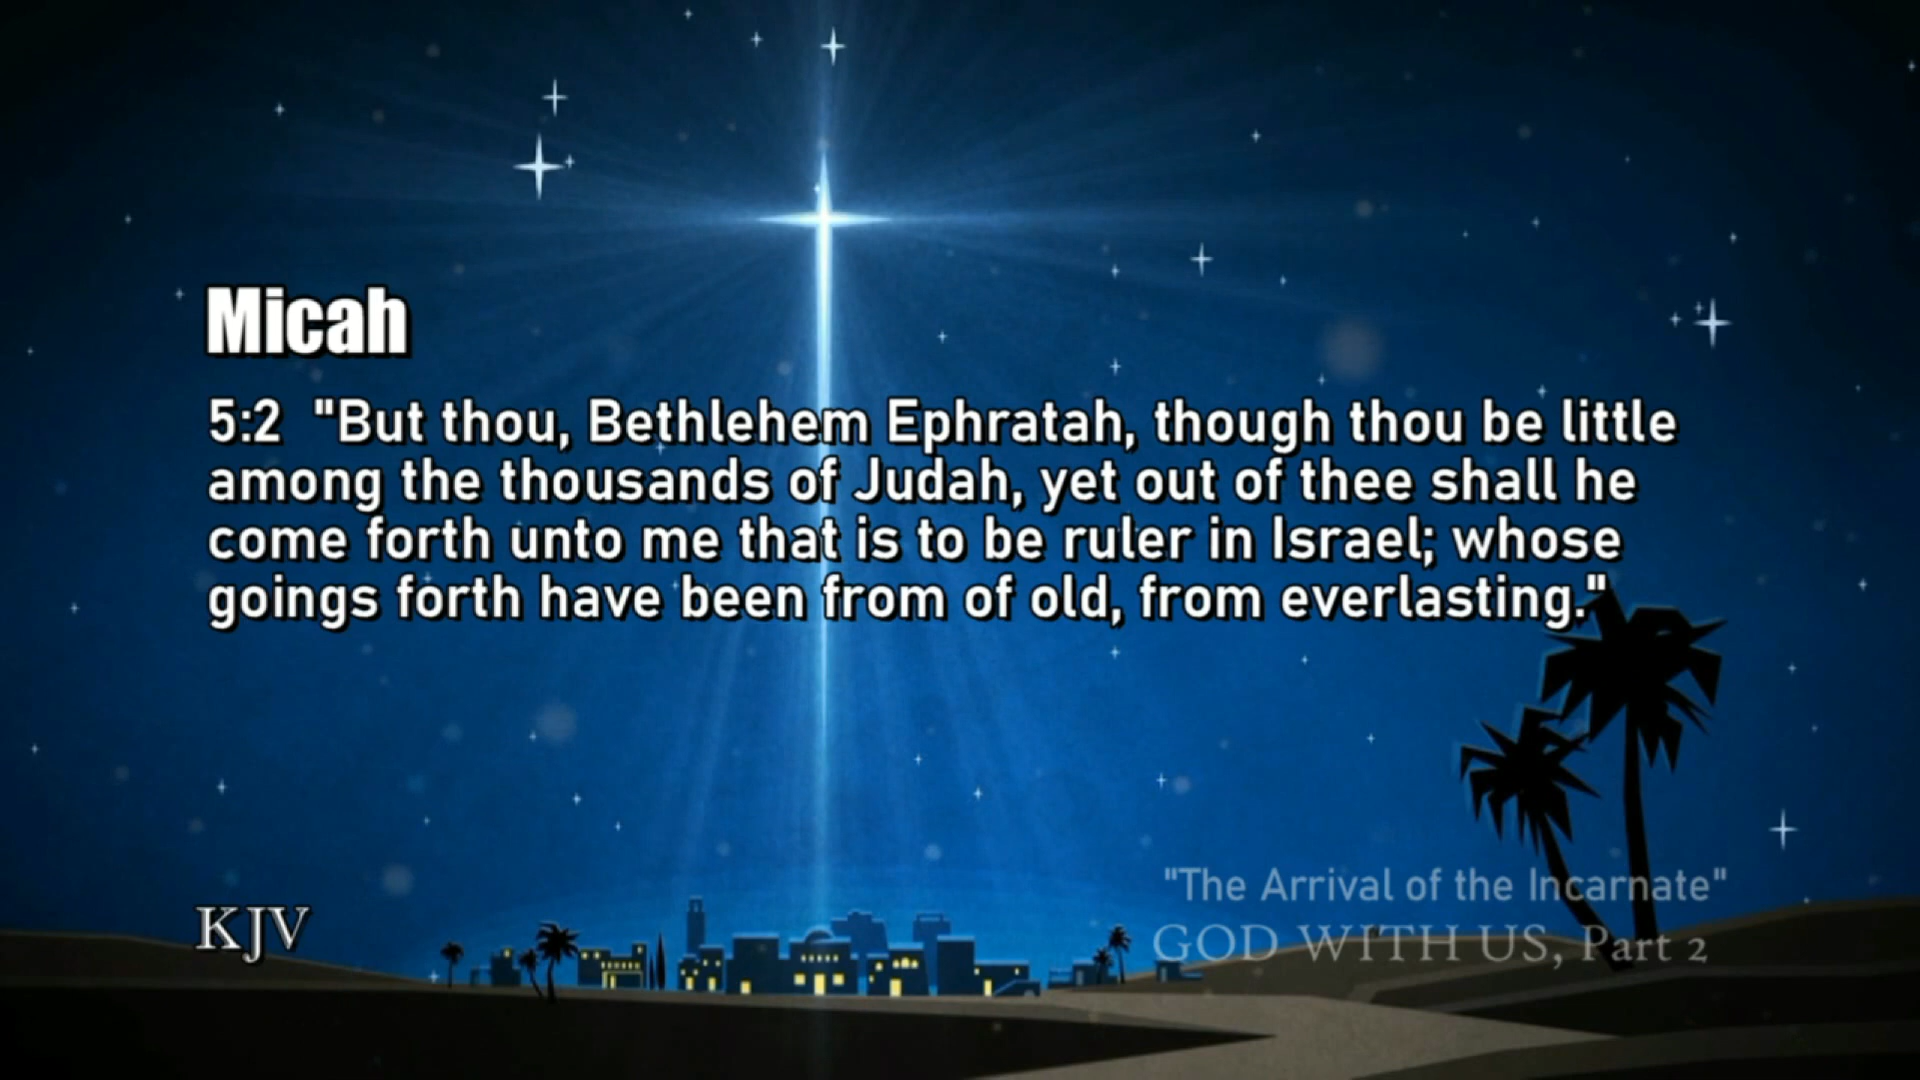 Micah
5:2 "But thou, Bethlehem Ephratah, though thou be little
among the thousands of Judah, yet out of thee shall he
come forth unto me that is to be ruler in Israel; whose
goings forth have been from of old, from everlasting."
"The Arrival of the Incarnate"
KJV
GOD WITH US, Part 2